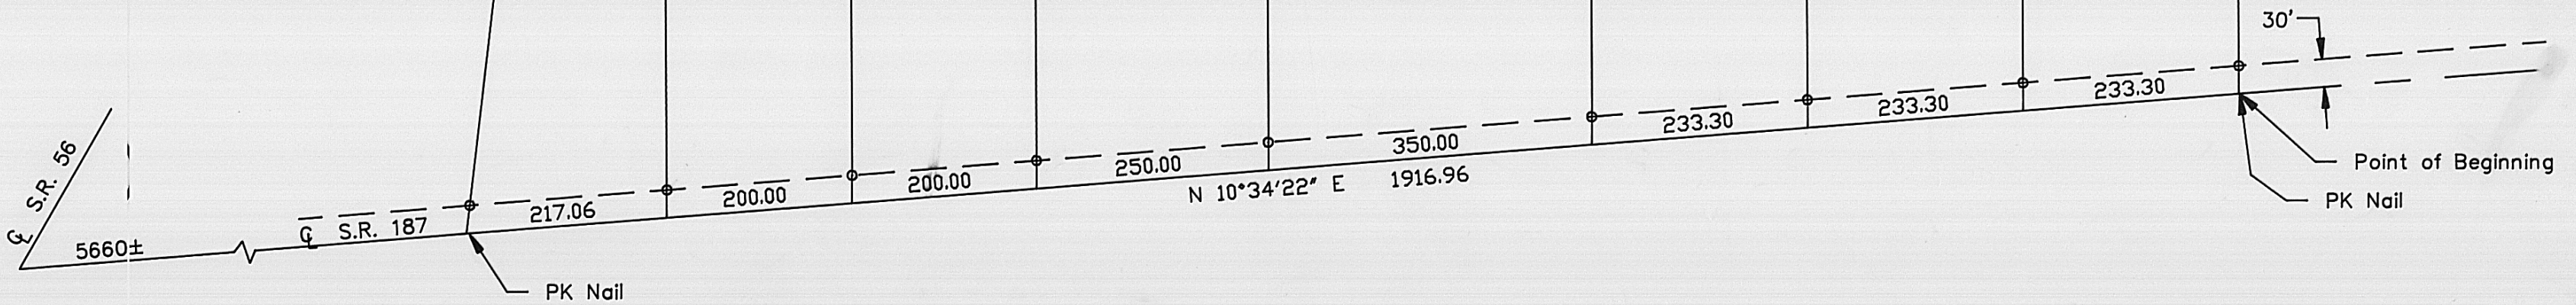 30'
S.R. 56
℄
5660±
℄ S.R. 187
217.06
200.00
200.00
250.00
350.00
233.30
233.30
233.30
N 10°34'22" E 1916.96
Point of Beginning
PK Nail
PK Nail